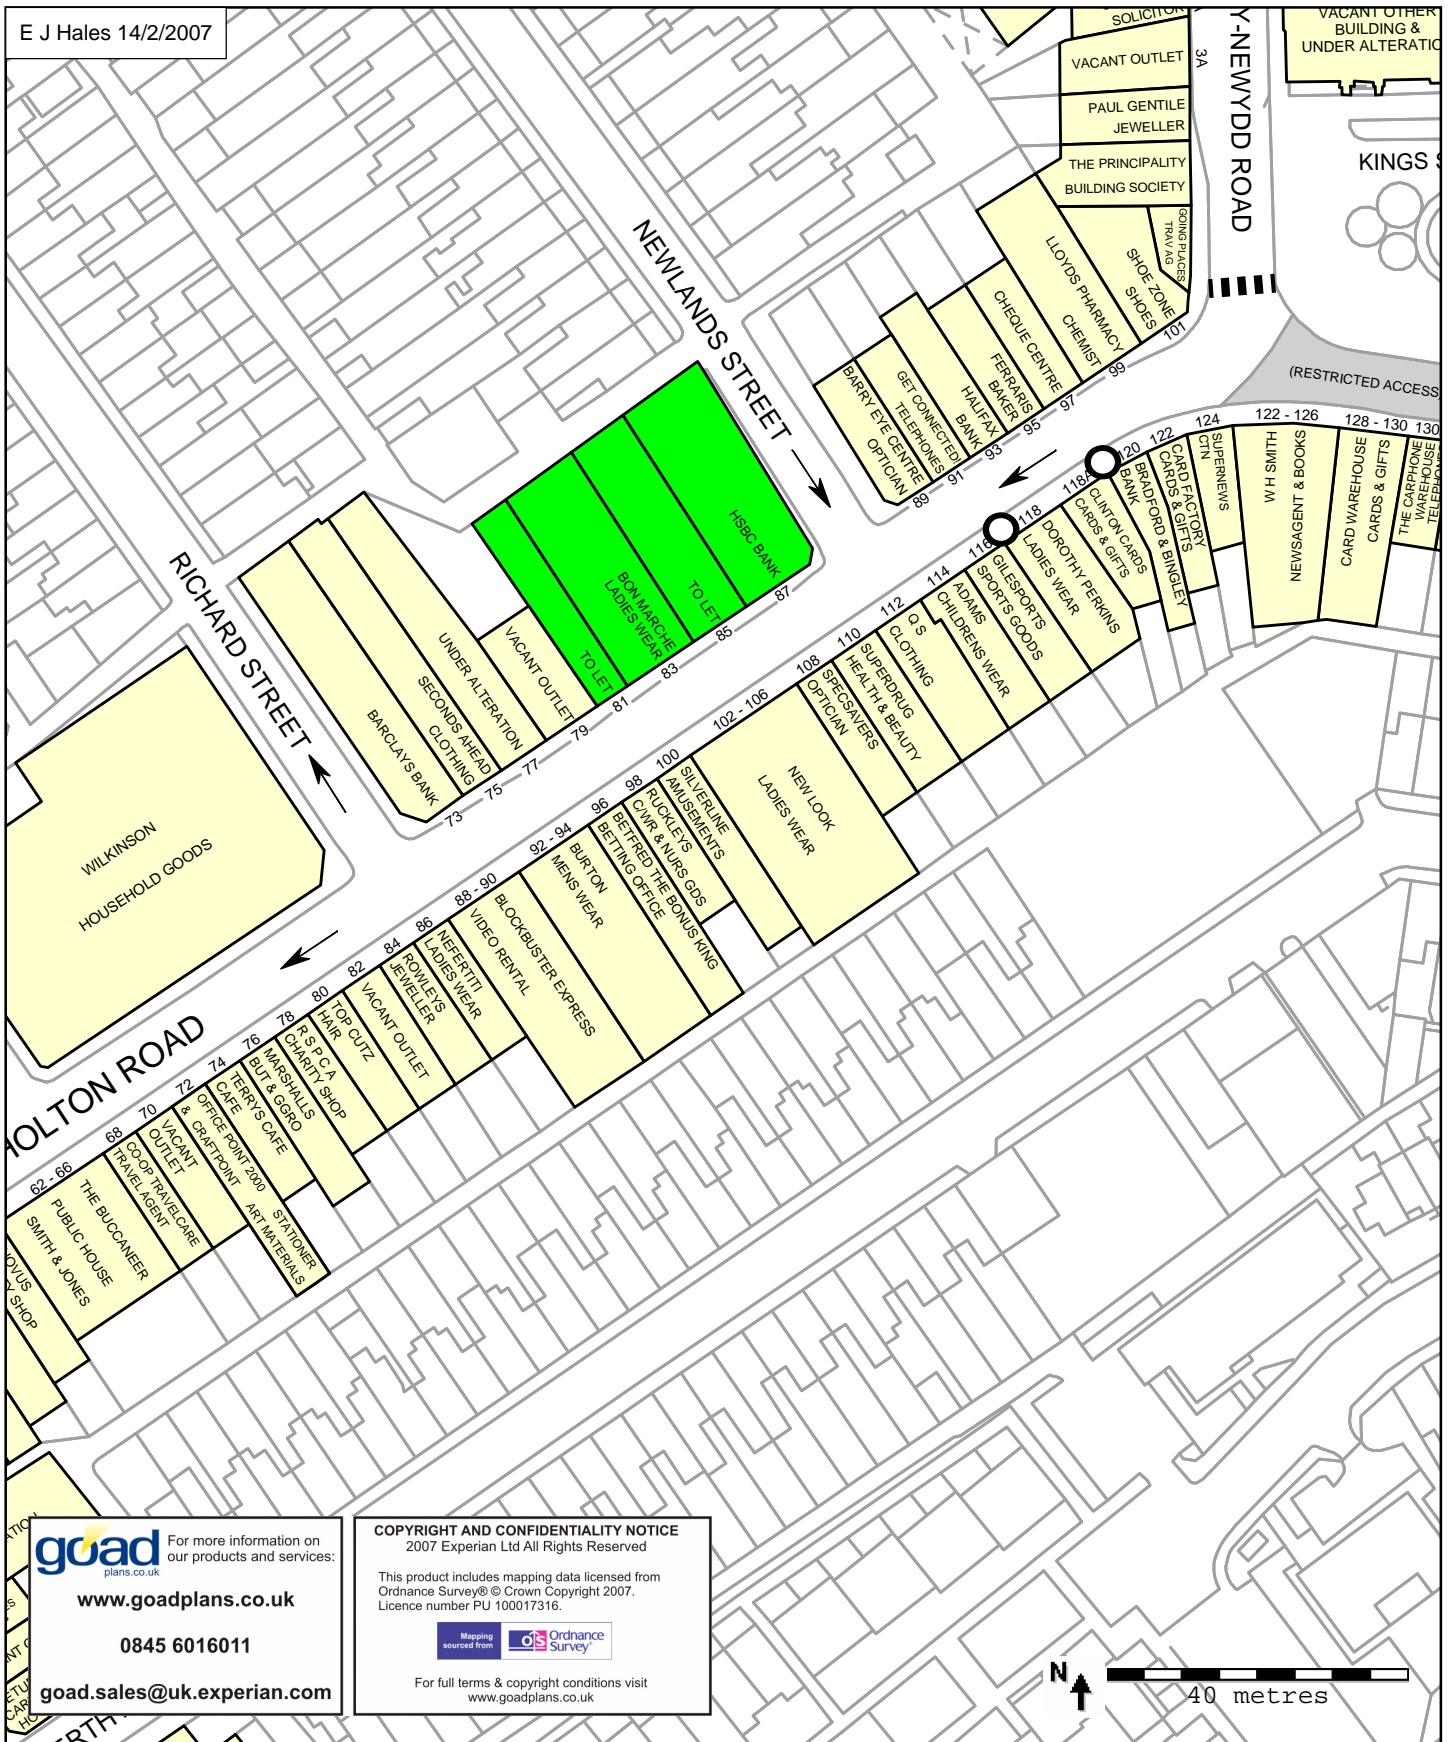 E J Hales 14/2/2007
SOLICITOR
VACANT OUTLET
3A
PAUL GENTILE
JEWELLER
THE PRINCIPALITY
BUILDING SOCIETY
GOING PLACES
TRAV AG
Y-NEWYDD ROAD
VACANT OTHER
BUILDING &
UNDER ALTERATIO
KINGS S
(RESTRICTED ACCESS
NEWLANDS STREET
RICHARD STREET
HOLTON ROAD
SHOE ZONE
SHOES
101
LLOYDS PHARMACY
CHEMIST
99
CHEQUE CENTRE
97
FERRARIS
BAKER
95
HALIFAX
BANK
93
GET CONNECTED!
TELEPHONES
91
BARRY EYE CENTRE
OPTICIAN
89
HSBC BANK
87
TO LET
85
BON MARCHE
LADIES WEAR
83
TO LET
81
VACANT OUTLET
79
UNDER ALTERATION
77
SECONDS AHEAD
CLOTHING
75
BARCLAYS BANK
73
WILKINSON
HOUSEHOLD GOODS
130
THE CARPHONE
WAREHOUSE
128 - 130
CARD WAREHOUSE
CARDS & GIFTS
122 - 126
W H SMITH
NEWSAGENT & BOOKS
124
SUPERNEWS
CTN
122
CARD FACTORY
CARDS & GIFTS
120
BRADFORD & BINGLEY
BANK
118A
CLINTON CARDS
CARDS & GIFTS
118
DOROTHY PERKINS
LADIES WEAR
116
GILESPORTS
SPORTS GOODS
114
ADAMS
CHILDRENS WEAR
112
Q S
CLOTHING
110
SUPERDRUG
HEALTH & BEAUTY
108
SPECSAVERS
OPTICIAN
102 - 106
NEW LOOK
LADIES WEAR
100
SILVERLINE
AMUSEMENTS
98
RUCKLEYS
C/WR & NURS GDS
96
BETFRED THE BONUS KING
BETTING OFFICE
92 - 94
BURTON
MENS WEAR
88 - 90
BLOCKBUSTER EXPRESS
VIDEO RENTAL
86
NEFERTITI
LADIES WEAR
84
ROWLEYS
JEWELLER
82
VACANT OUTLET
80
TOP CUTZ
HAIR
78
R S P C A
CHARITY SHOP
76
MARSHALLS
BUT & GGRO
74
TERRYS CAFE
CAFE
72
OFFICE POINT 2000
& CRAFTPOINT
STATIONER
ART MATERIALS
70
VACANT
OUTLET
68
CO-OP TRAVELCARE
TRAVEL AGENT
62 - 66
THE BUCCANEER
PUBLIC HOUSE
SMITH & JONES
OVUS
Y SHOP
goad
plans.co.uk
For more information on
our products and services:
www.goadplans.co.uk
0845 6016011
goad.sales@uk.experian.com
COPYRIGHT AND CONFIDENTIALITY NOTICE
2007 Experian Ltd All Rights Reserved
This product includes mapping data licensed from
Ordnance Survey® © Crown Copyright 2007.
Licence number PU 100017316.
Mapping
sourced from
OS Ordnance
Survey®
For full terms & copyright conditions visit
www.goadplans.co.uk
N
40 metres